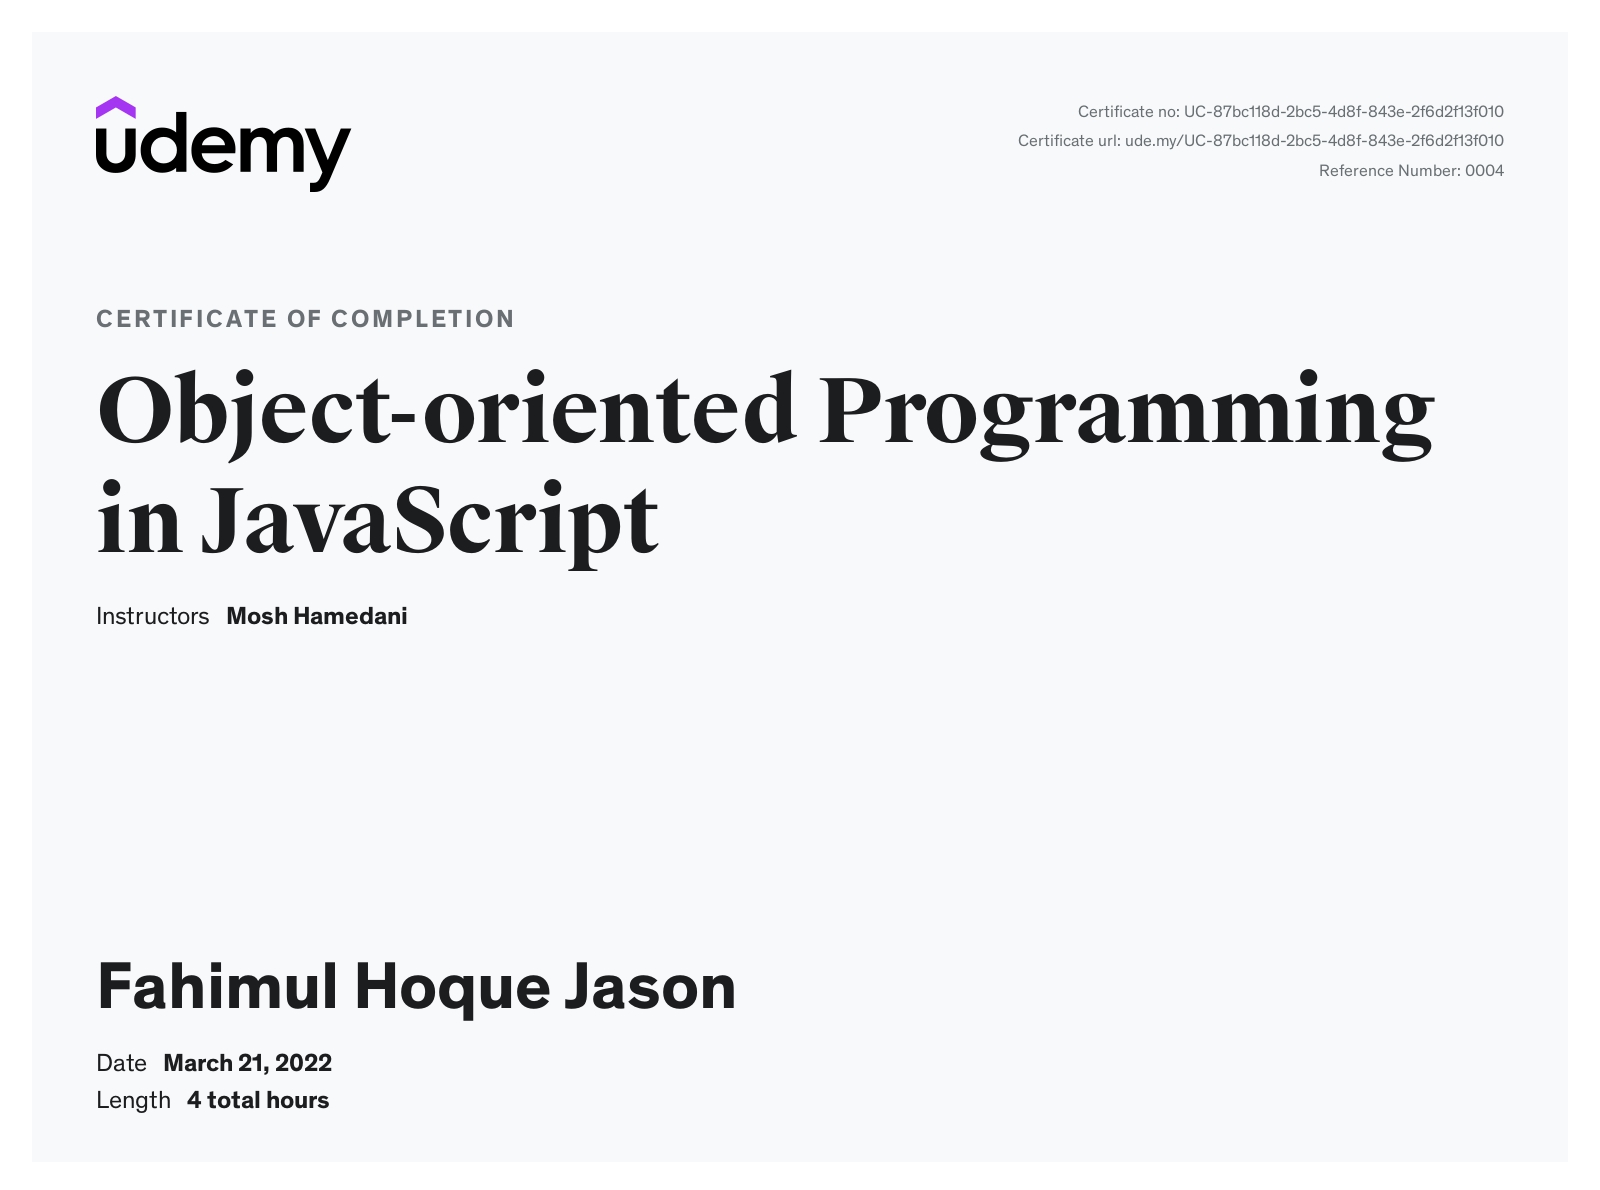 udemy
Certificate no: UC-87bc118d-2bc5-4d8f-843e-2f6d2f13f010
Certificate url: ude.my/UC-87bc118d-2bc5-4d8f-843e-2f6d2f13f010
Reference Number: 0004
CERTIFICATE OF COMPLETION
Object-oriented Programming
in JavaScript
Instructors Mosh Hamedani
Fahimul Hoque Jason
Date March 21, 2022
Length 4 total hours